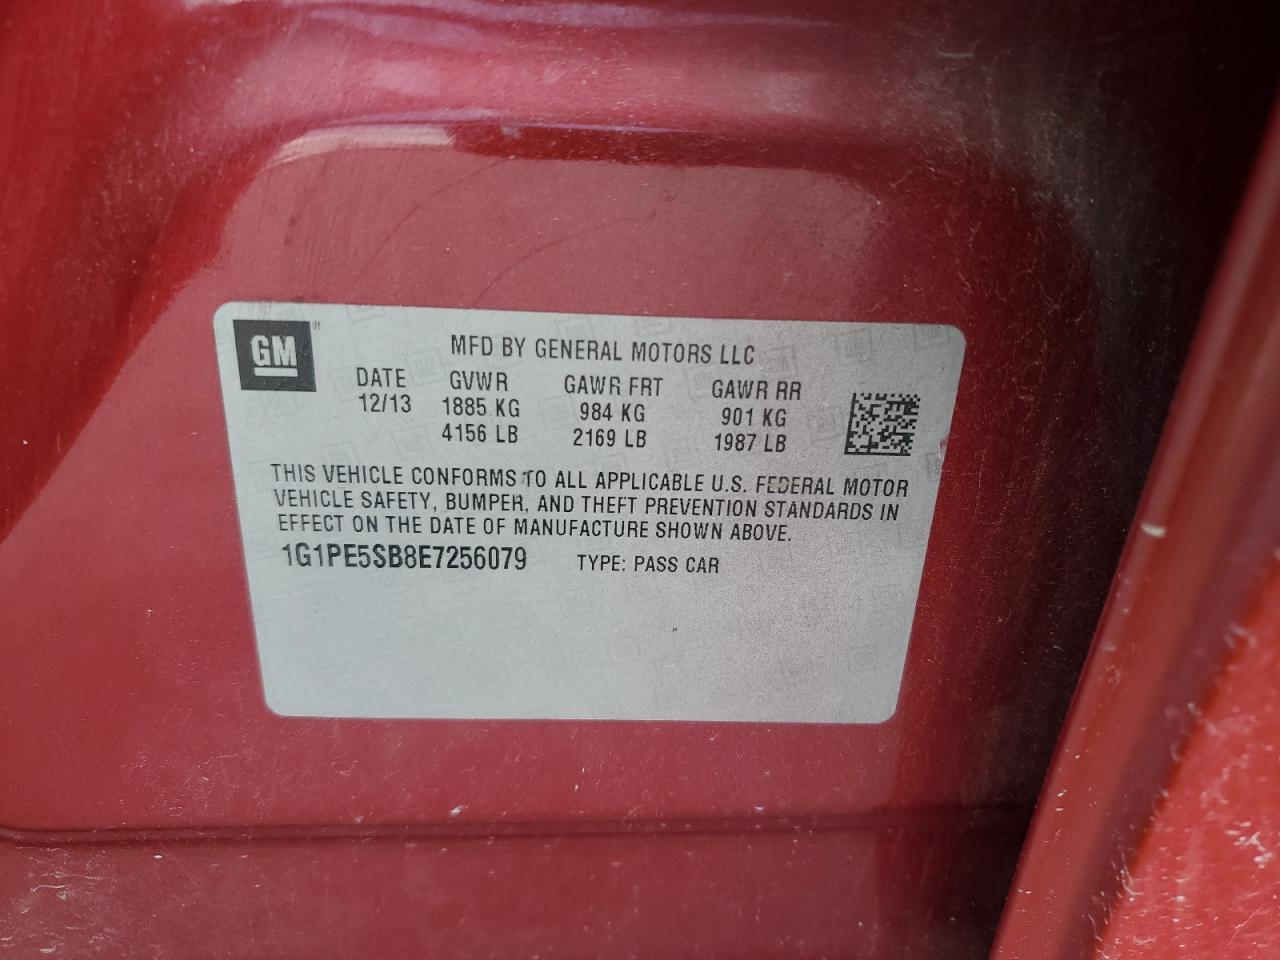 GM ®
MFD BY GENERAL MOTORS LLC
DATE GVWR GAWR FRT GAWR RR
12/13 1885 KG 984 KG 901 KG
4156 LB 2169 LB 1987 LB
THIS VEHICLE CONFORMS TO ALL APPLICABLE U.S. FEDERAL MOTOR
VEHICLE SAFETY, BUMPER, AND THEFT PREVENTION STANDARDS IN
EFFECT ON THE DATE OF MANUFACTURE SHOWN ABOVE.
1G1PE5SB8E7256079 TYPE: PASS CAR